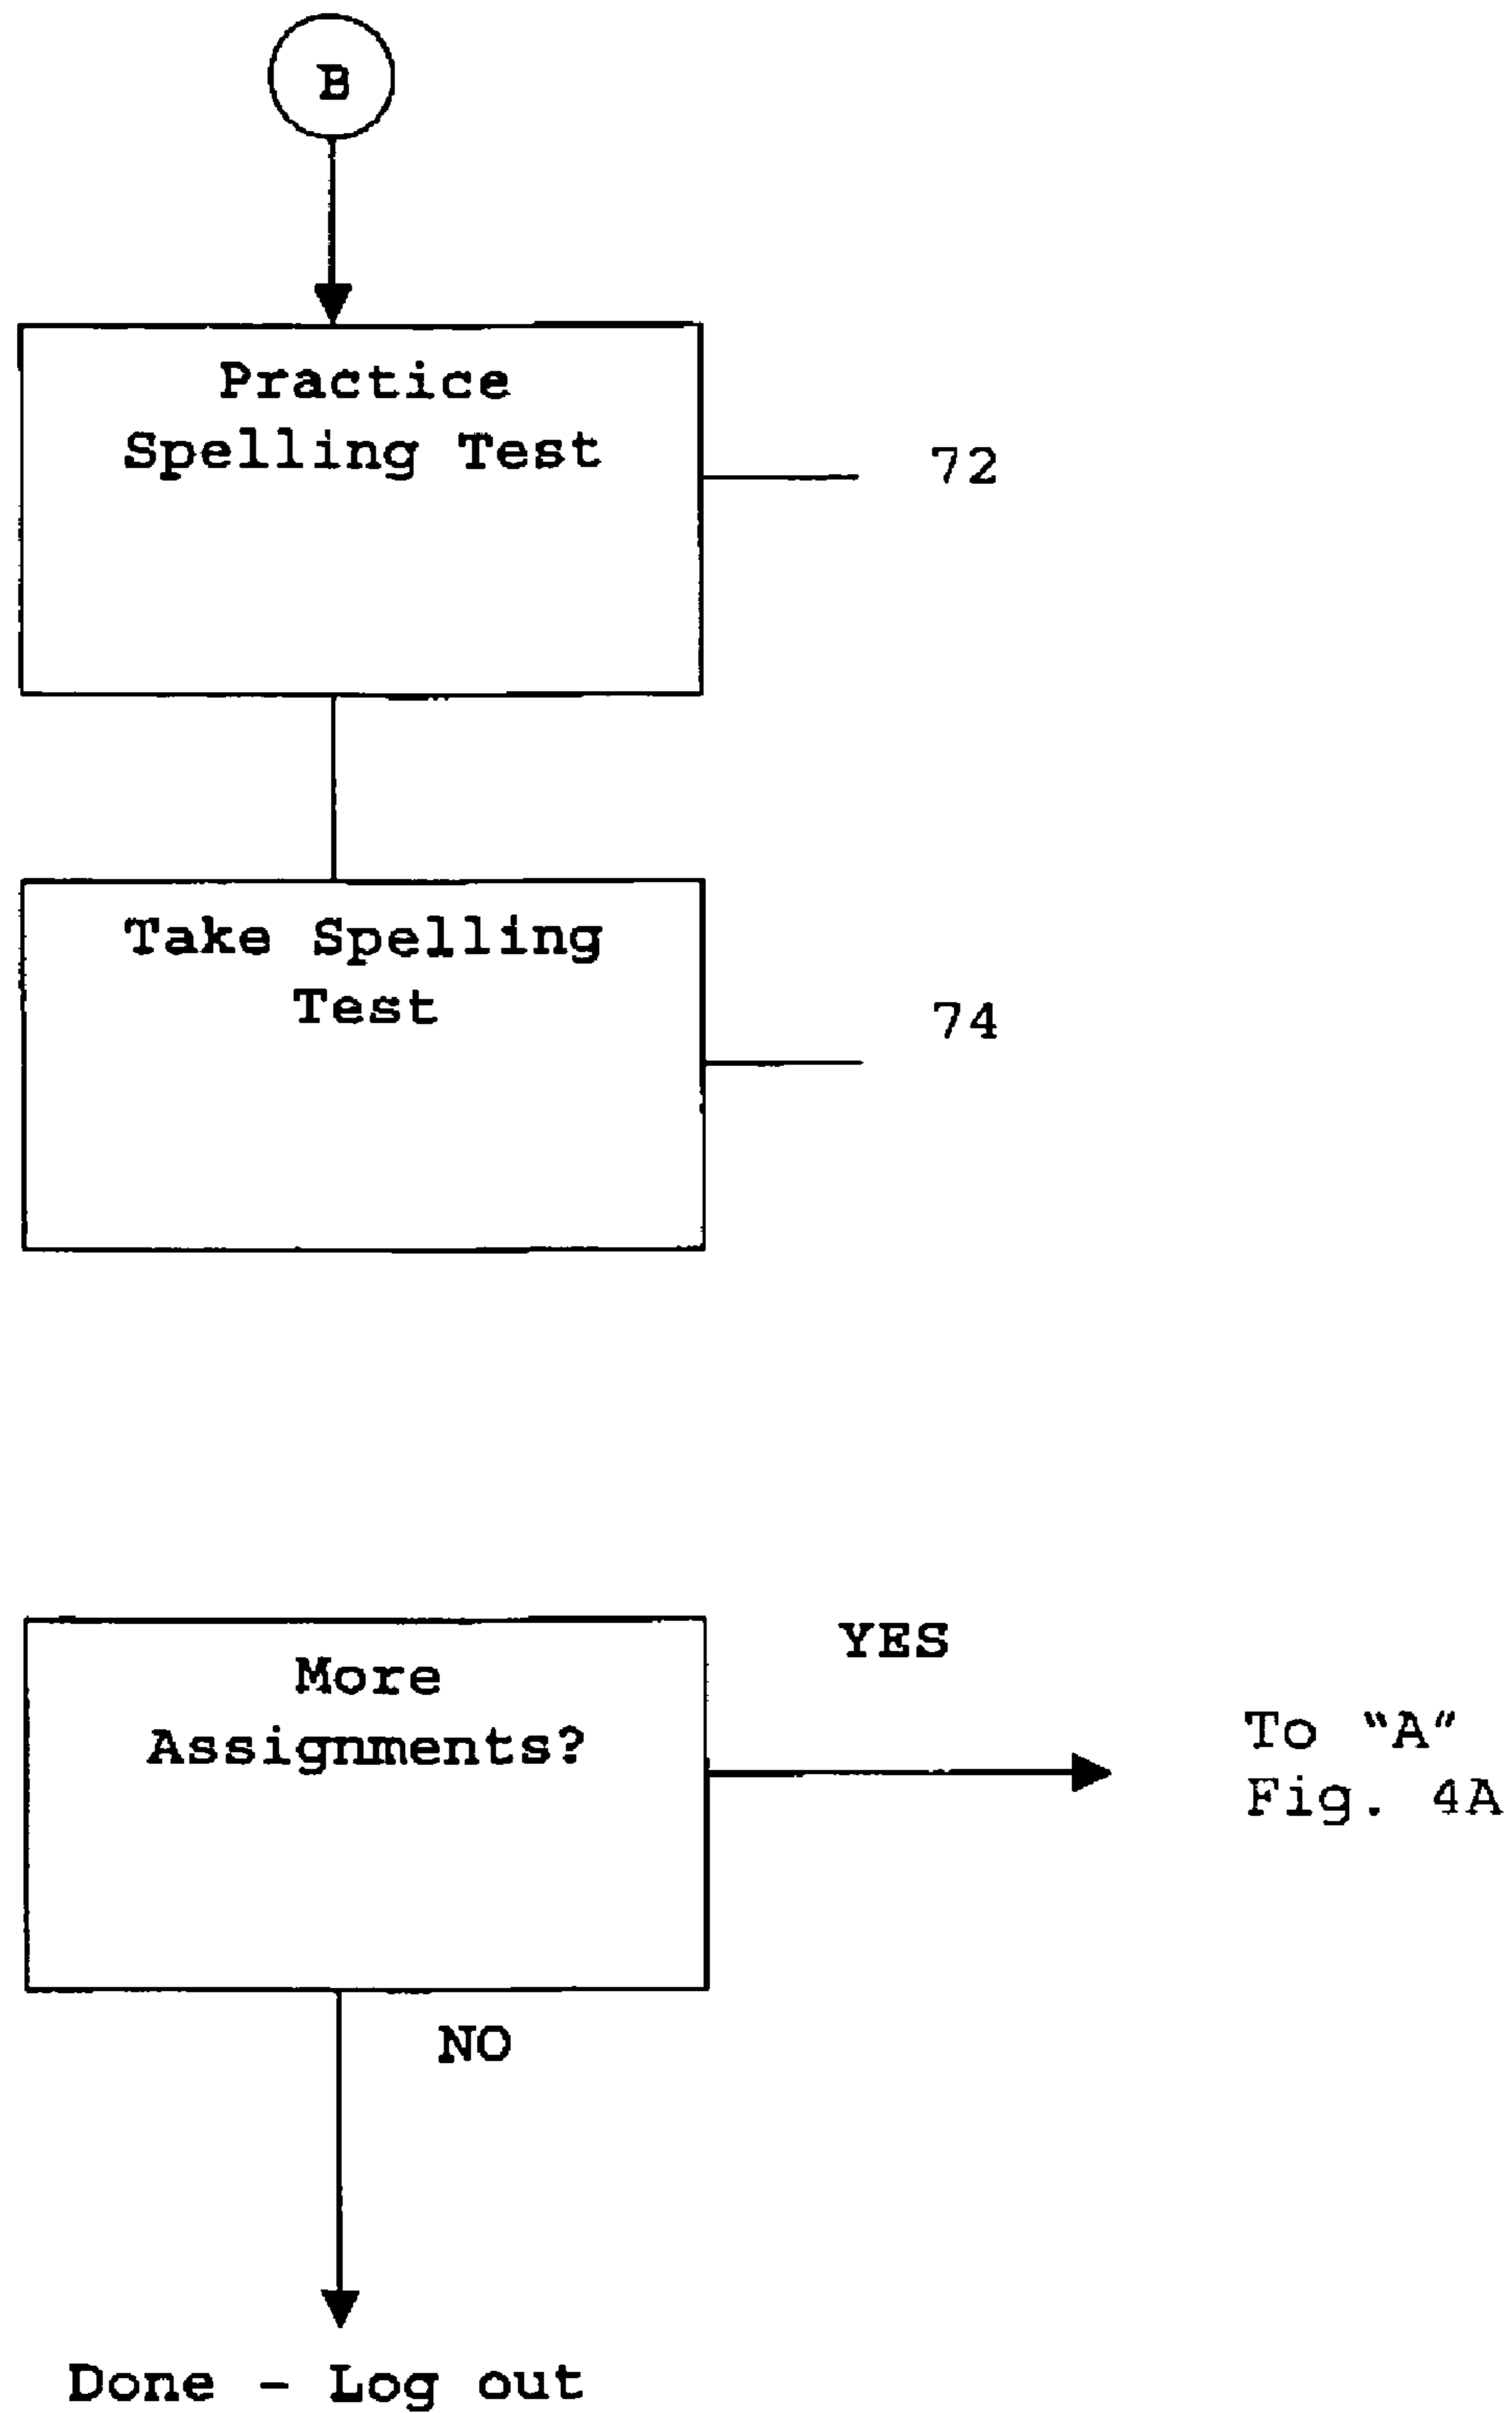 B
Practice
Spelling Test
72
Take Spelling
Test
74
More
Assignments?
YES
To “A”
Fig. 4A
NO
Done - Log out